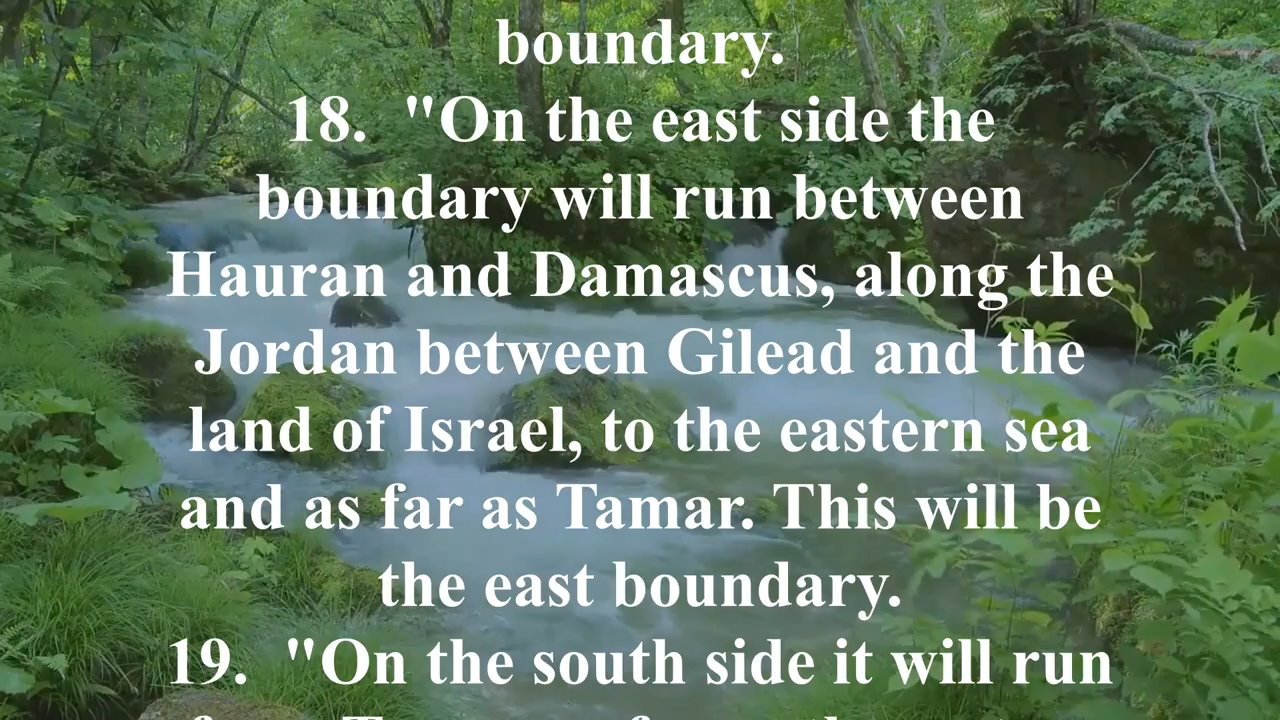 boundary.
18.  "On the east side the
boundary will run between
Hauran and Damascus, along the
Jordan between Gilead and the
land of Israel, to the eastern sea
and as far as Tamar. This will be
the east boundary.
19.  "On the south side it will run